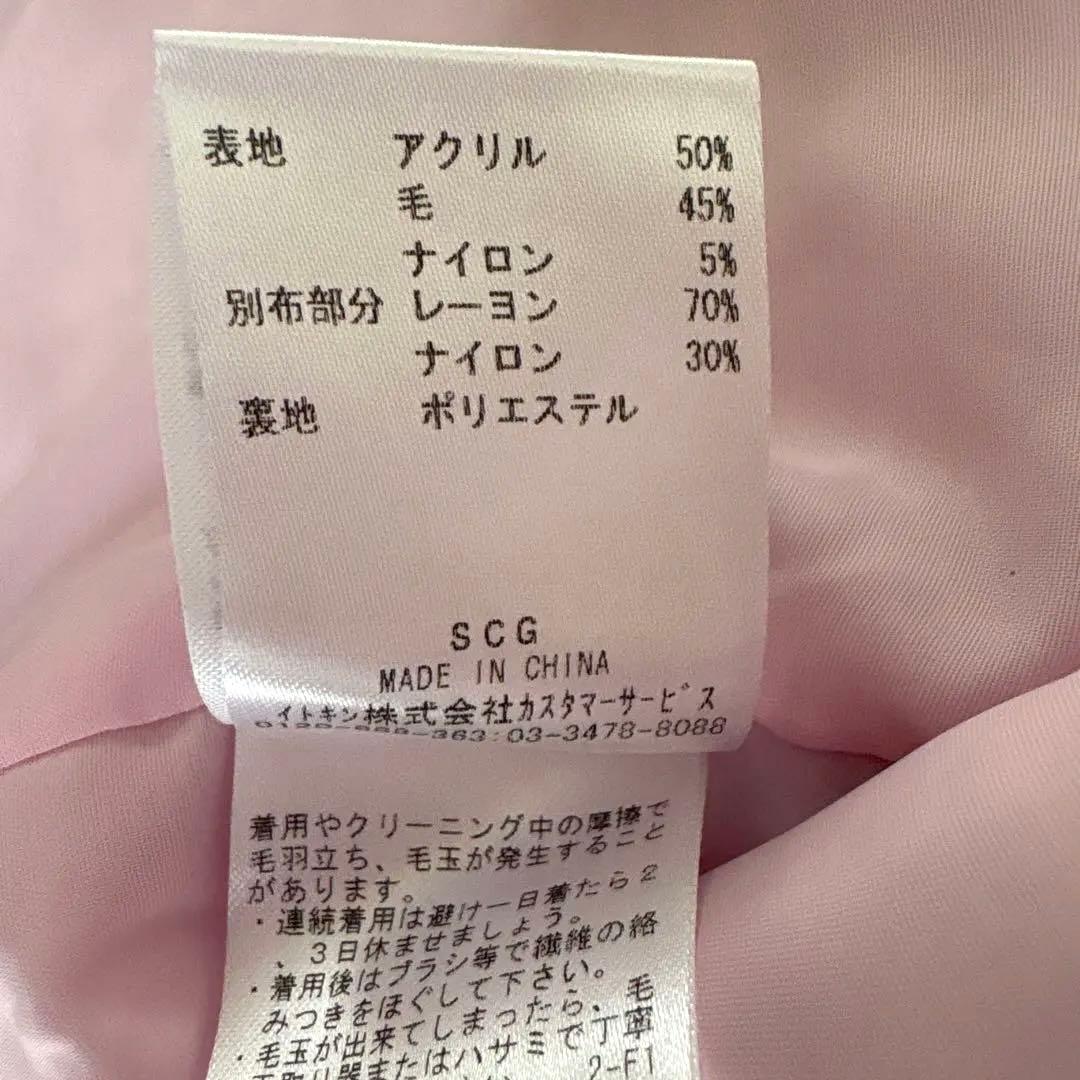 表地 アクリル 50%
毛 45%
ナイロン 5%
別布部分 レーヨン 70%
ナイロン 30%
裏地 ポリエステル
SCG
MADE IN CHINA
イトキン株式会社カスタマーサービス
363:03-3478-8088
着用やクリーニング中の摩擦で
毛羽立ち、毛玉が発生すること
があります。
・連続着用は避け一日着たら2
、3日休ませましょう。
・着用後はブラシ等で繊維の絡
みつきをほぐして下さい。
・毛玉が出来てしまったら、毛
玉取り器またはハサミで丁寧
2-F1